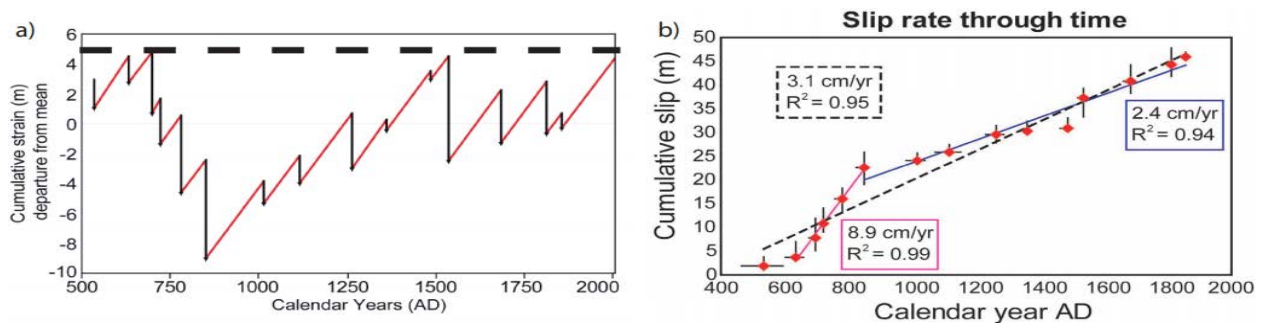 a)
Cumulative strain (m)
departure from mean
6
4
2
0
-2
-4
-6
-8
-10
500
750
1000
1250
1500
1750
2000
Calendar Years (AD)
b)
Slip rate through time
Cumulative slip (m)
50
45
40
35
30
25
20
15
10
5
0
3.1 cm/yr
R² = 0.95
2.4 cm/yr
R² = 0.94
8.9 cm/yr
R² = 0.99
400
600
800
1000
1200
1400
1600
1800
2000
Calendar year AD